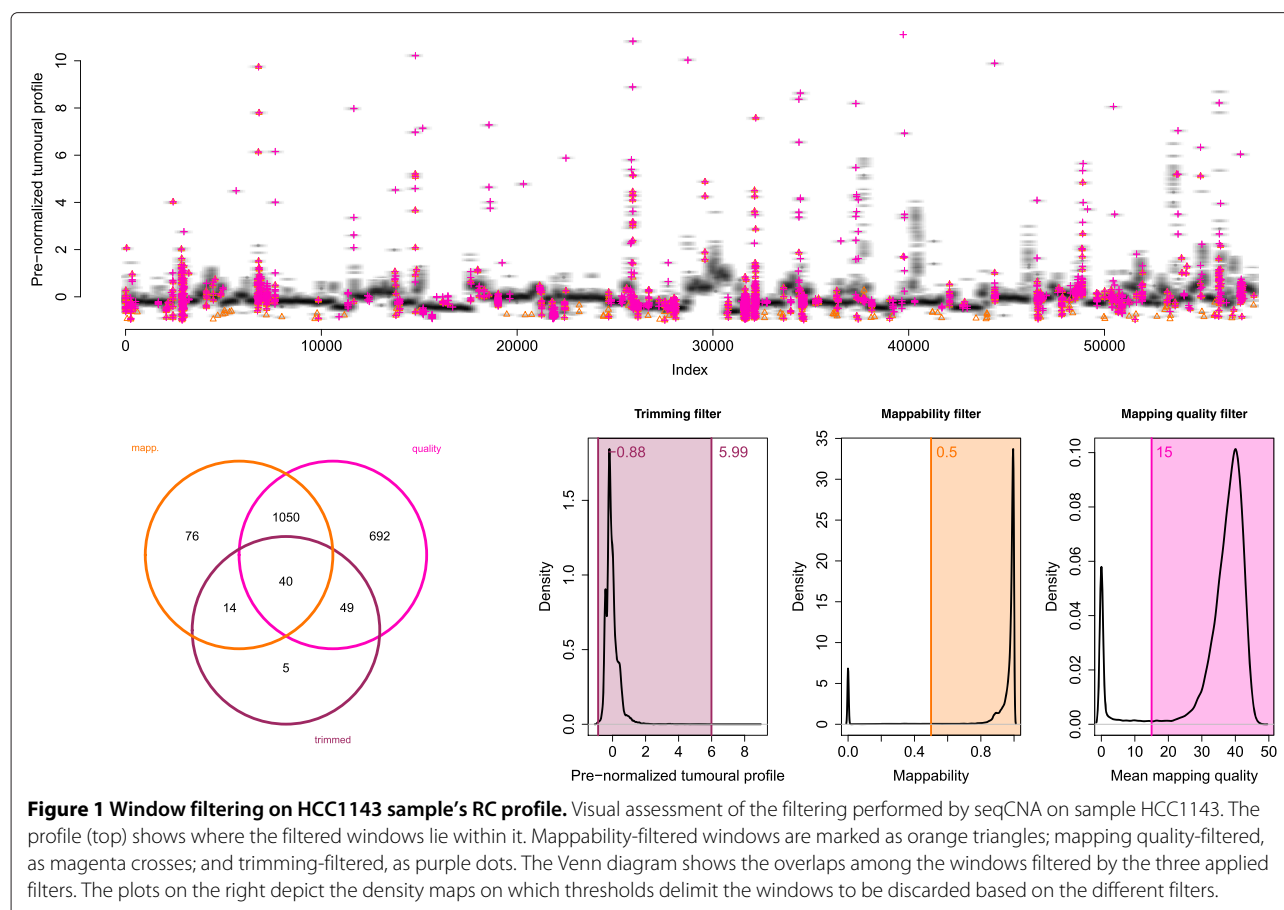 Pre−normalized tumoural profile
10
8
6
4
2
0
0 10000 20000 30000 40000 50000
Index
mapp.
quality
trimmed
76
1050
692
40
14
49
5
Trimming filter
−0.88
5.99
Density
1.5
1.0
0.5
0.0
0 2 4 6 8
Pre−normalized tumoural profile
Mappability filter
0.5
Density
35
30
25
20
15
10
5
0
0.0 0.4 0.8
Mappability
Mapping quality filter
15
Density
0.10
0.08
0.06
0.04
0.02
0.00
0 10 20 30 40 50
Mean mapping quality
Figure 1 Window filtering on HCC1143 sample's RC profile. Visual assessment of the filtering performed by seqCNA on sample HCC1143. The
profile (top) shows where the filtered windows lie within it. Mappability-filtered windows are marked as orange triangles; mapping quality-filtered,
as magenta crosses; and trimming-filtered, as purple dots. The Venn diagram shows the overlaps among the windows filtered by the three applied
filters. The plots on the right depict the density maps on which thresholds delimit the windows to be discarded based on the different filters.